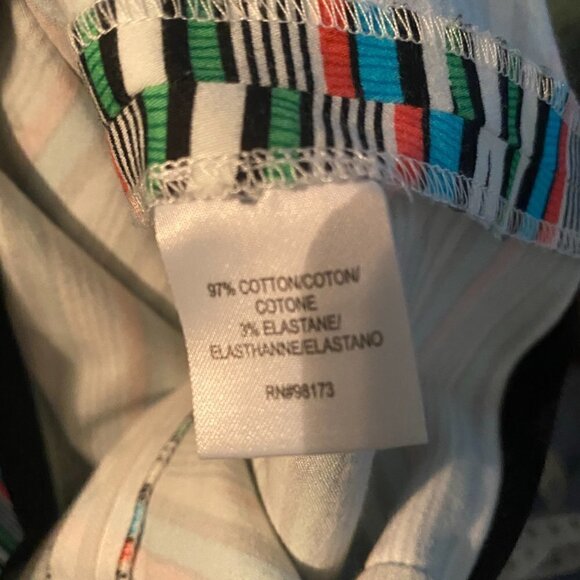 97% COTTON/COTON/
COTONE
3% ELASTANE/
ELASTHANNE/ELASTANO
RN#98173